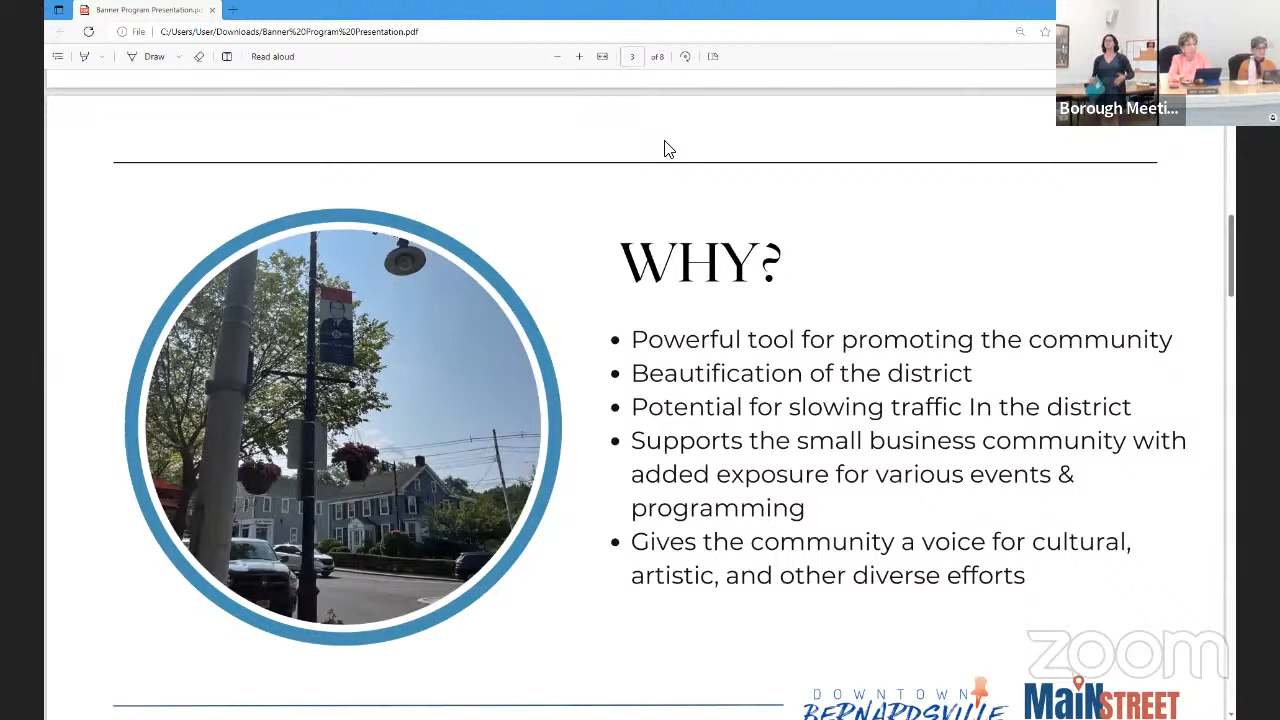 Banner Program Presentation.pdf
File C:/Users/User/Downloads/Banner%20Program%20Presentation.pdf
Draw Read aloud 3 of 8
Borough Meeti...
WHY?
• Powerful tool for promoting the community
• Beautification of the district
• Potential for slowing traffic In the district
• Supports the small business community with
added exposure for various events &
programming
• Gives the community a voice for cultural,
artistic, and other diverse efforts
zoom
DOWNTOWN
BERNARDSVILLE
MaiN STREET